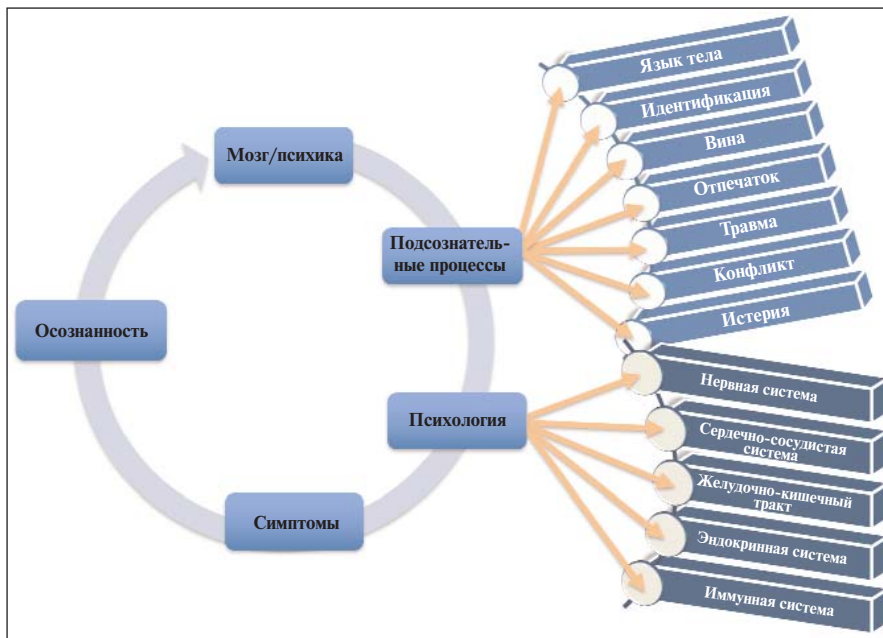 Мозг/психика
Подсознатель-
ные процессы
Осознанность
Психология
Симптомы
Язык тела
Идентификация
Вина
Отпечаток
Травма
Конфликт
Истерия
Нервная система
Сердечно-сосудистая
система
Желудочно-кишечный
тракт
Эндокринная система
Иммунная система